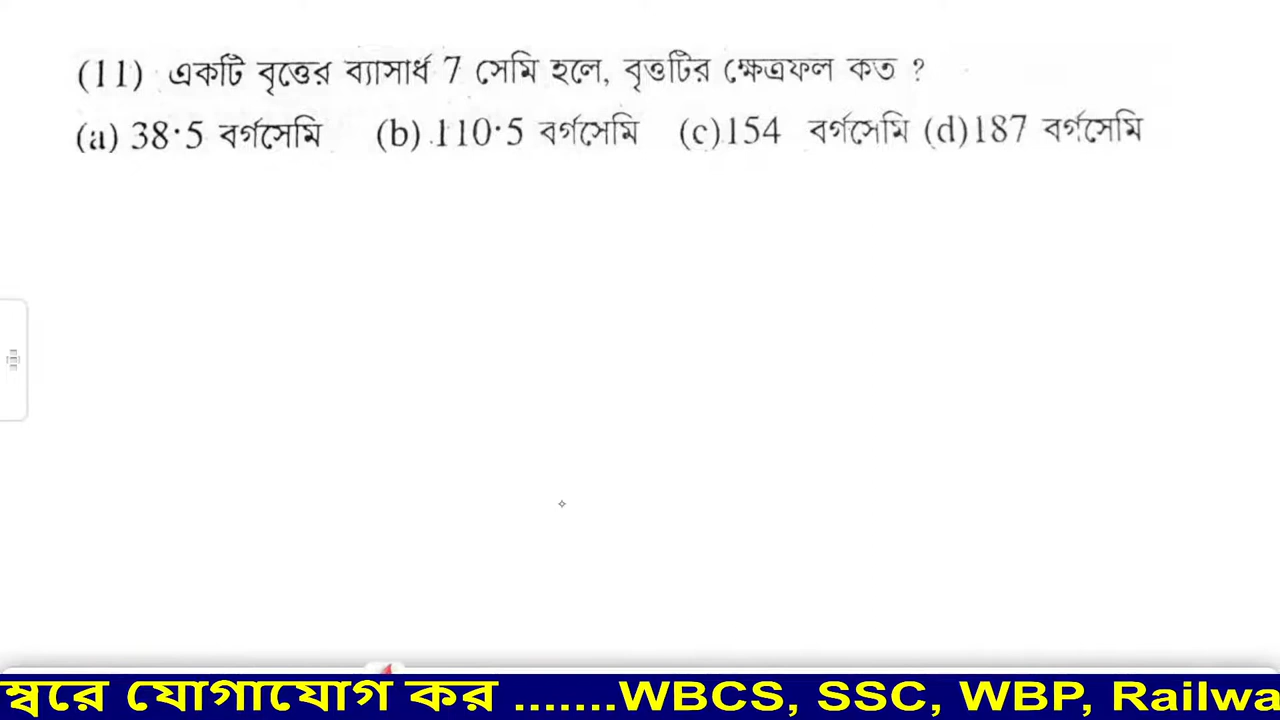 (11) একটি বৃত্তের ব্যাসার্ধ 7 সেমি হলে, বৃত্তটির ক্ষেত্রফল কত ?
(a) 38·5 বর্গসেমি (b) 110·5 বর্গসেমি (c) 154 বর্গসেমি (d) 187 বর্গসেমি
স্বরে যোগাযোগ কর .......WBCS, SSC, WBP, Railwa